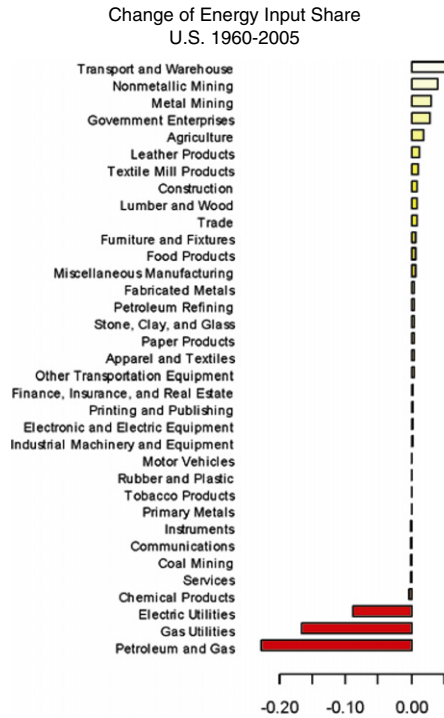 Change of Energy Input Share
U.S. 1960-2005
Transport and Warehouse
Nonmetallic Mining
Metal Mining
Government Enterprises
Agriculture
Leather Products
Textile Mill Products
Construction
Lumber and Wood
Trade
Furniture and Fixtures
Food Products
Miscellaneous Manufacturing
Fabricated Metals
Petroleum Refining
Stone, Clay, and Glass
Paper Products
Apparel and Textiles
Other Transportation Equipment
Finance, Insurance, and Real Estate
Printing and Publishing
Electronic and Electric Equipment
Industrial Machinery and Equipment
Motor Vehicles
Rubber and Plastic
Tobacco Products
Primary Metals
Instruments
Communications
Coal Mining
Services
Chemical Products
Electric Utilities
Gas Utilities
Petroleum and Gas
-0.20 -0.10 0.00